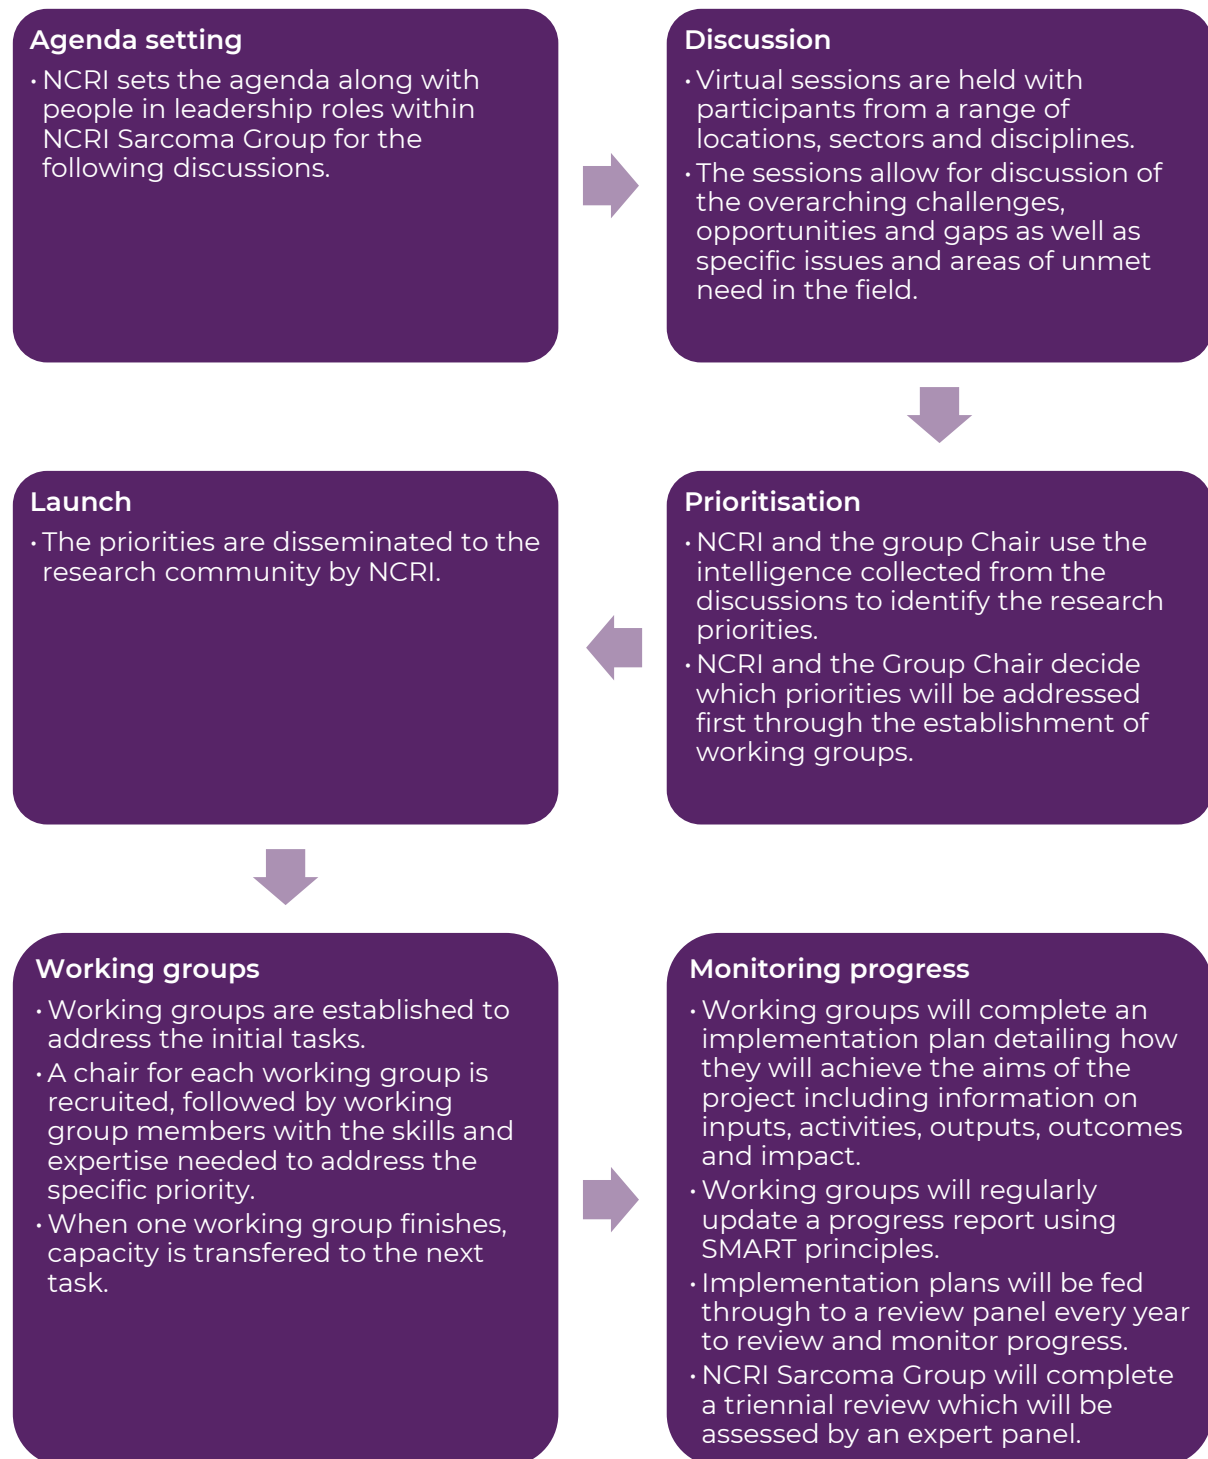 Agenda setting
· NCRI sets the agenda along with
people in leadership roles within
NCRI Sarcoma Group for the
following discussions.
Discussion
· Virtual sessions are held with
participants from a range of
locations, sectors and disciplines.
· The sessions allow for discussion of
the overarching challenges,
opportunities and gaps as well as
specific issues and areas of unmet
need in the field.
Prioritisation
· NCRI and the group Chair use the
intelligence collected from the
discussions to identify the research
priorities.
· NCRI and the Group Chair decide
which priorities will be addressed
first through the establishment of
working groups.
Launch
· The priorities are disseminated to the
research community by NCRI.
Working groups
· Working groups are established to
address the initial tasks.
· A chair for each working group is
recruited, followed by working
group members with the skills and
expertise needed to address the
specific priority.
· When one working group finishes,
capacity is transfered to the next
task.
Monitoring progress
· Working groups will complete an
implementation plan detailing how
they will achieve the aims of the
project including information on
inputs, activities, outputs, outcomes
and impact.
· Working groups will regularly
update a progress report using
SMART principles.
· Implementation plans will be fed
through to a review panel every year
to review and monitor progress.
· NCRI Sarcoma Group will complete
a triennial review which will be
assessed by an expert panel.